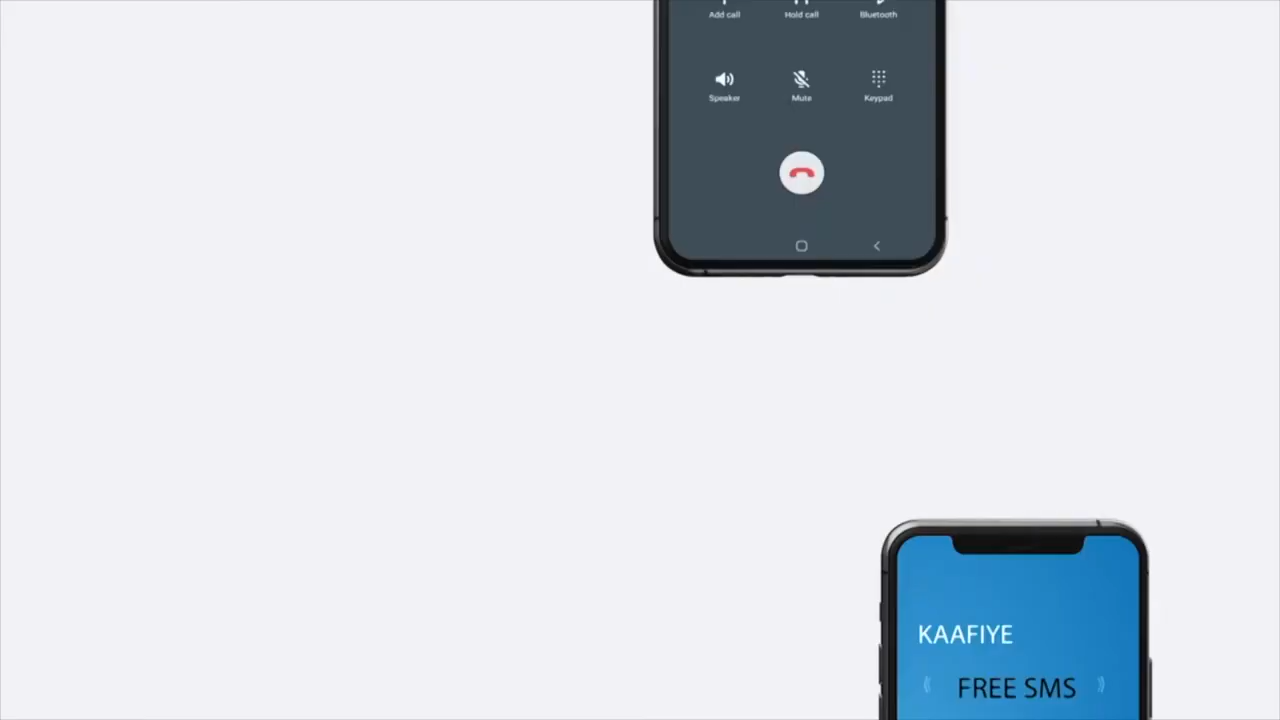 Add call Hold call Bluetooth
Speaker Mute Keypad
KAAFIYE
FREE SMS